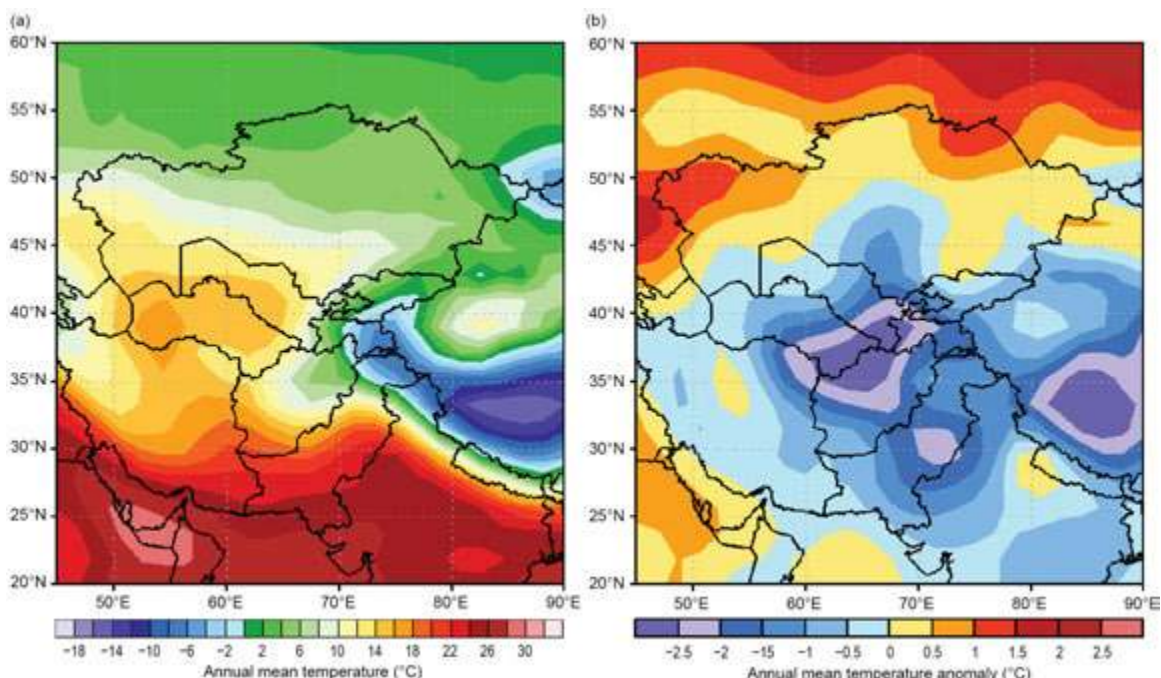 (a)
60°N
55°N
50°N
45°N
40°N
35°N
30°N
25°N
20°N
50°E 60°E 70°E 80°E 90°E
−18 −14 −10 −6 −2 2 6 10 14 18 22 26 30
Annual mean temperature (°C)
(b)
60°N
55°N
50°N
45°N
40°N
35°N
30°N
25°N
20°N
50°E 60°E 70°E 80°E 90°E
−2.5 −2 −1.5 −1 −0.5 0 0.5 1 1.5 2 2.5
Annual mean temperature anomaly (°C)